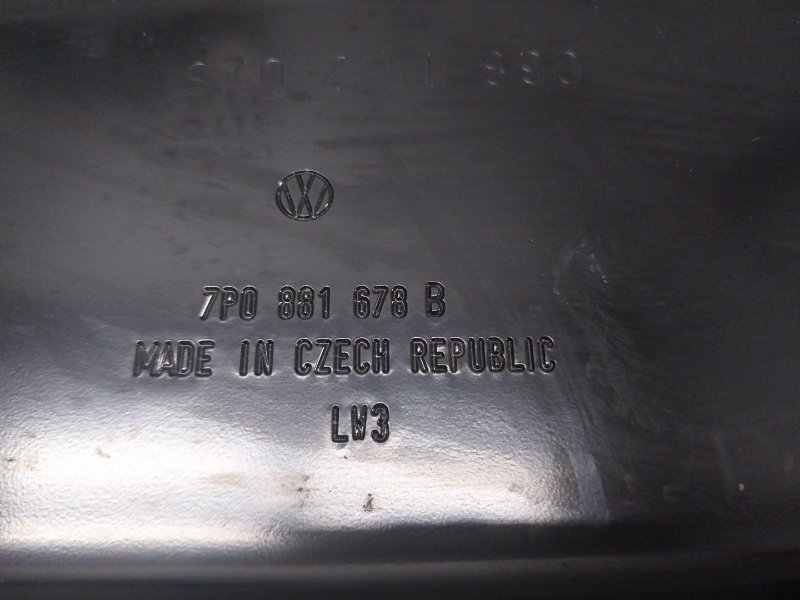 7P0 881 678 B
MADE IN CZECH REPUBLIC
LW3